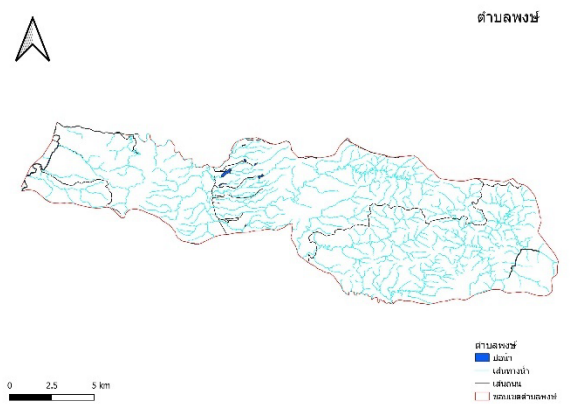 ตำบลพงษ์
ตำบลพงษ์
บ่อน้ำ
เส้นทางน้ำ
เส้นถนน
ขอบเขตตำบลพงษ์
0 2.5 5 km